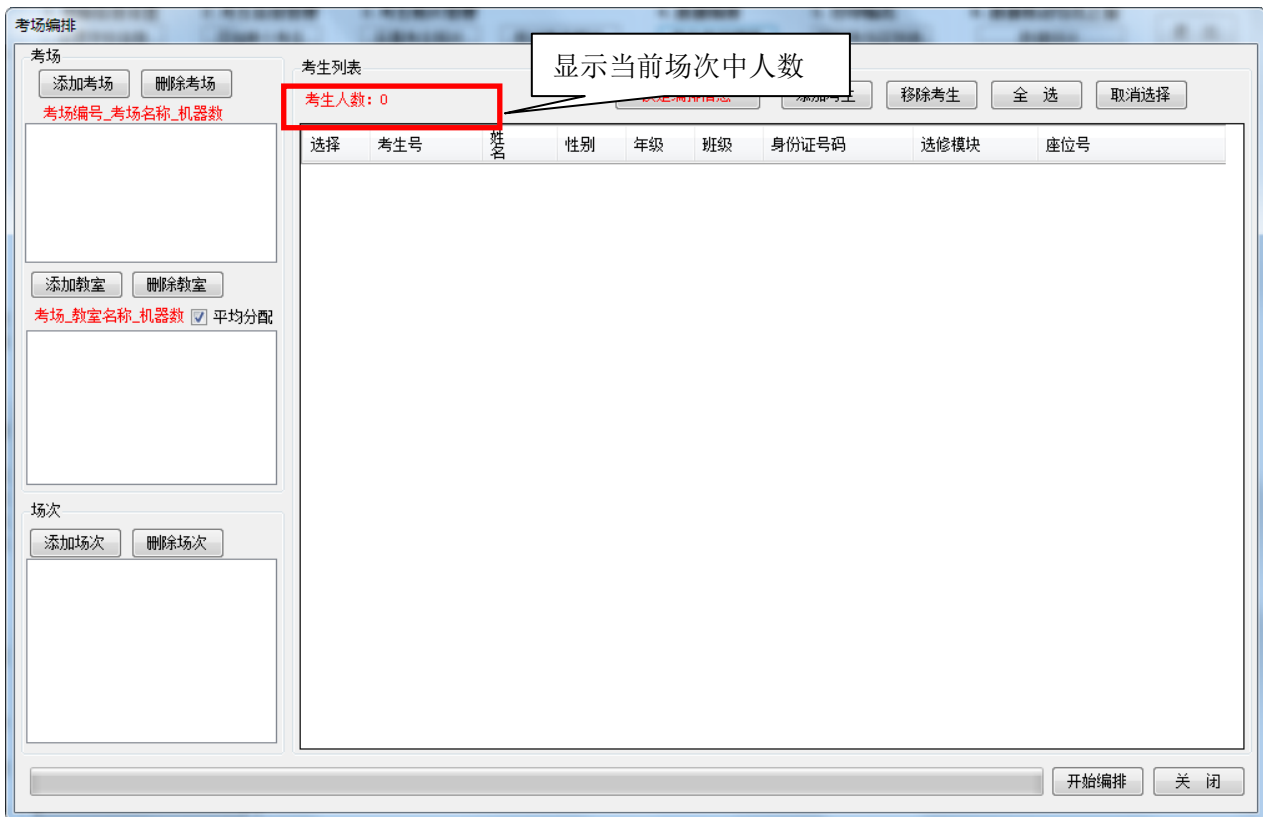 考场编排
考场
添加考场 删除考场
考场编号_考场名称_机器数
添加教室 删除教室
考场_教室名称_机器数 平均分配
场次
添加场次 删除场次
考生列表
显示当前场次中人数
考生人数: 0
移除考生 全 选 取消选择
选择 考生号 姓名 性别 年级 班级 身份证号码 选修模块 座位号
开始编排 关 闭